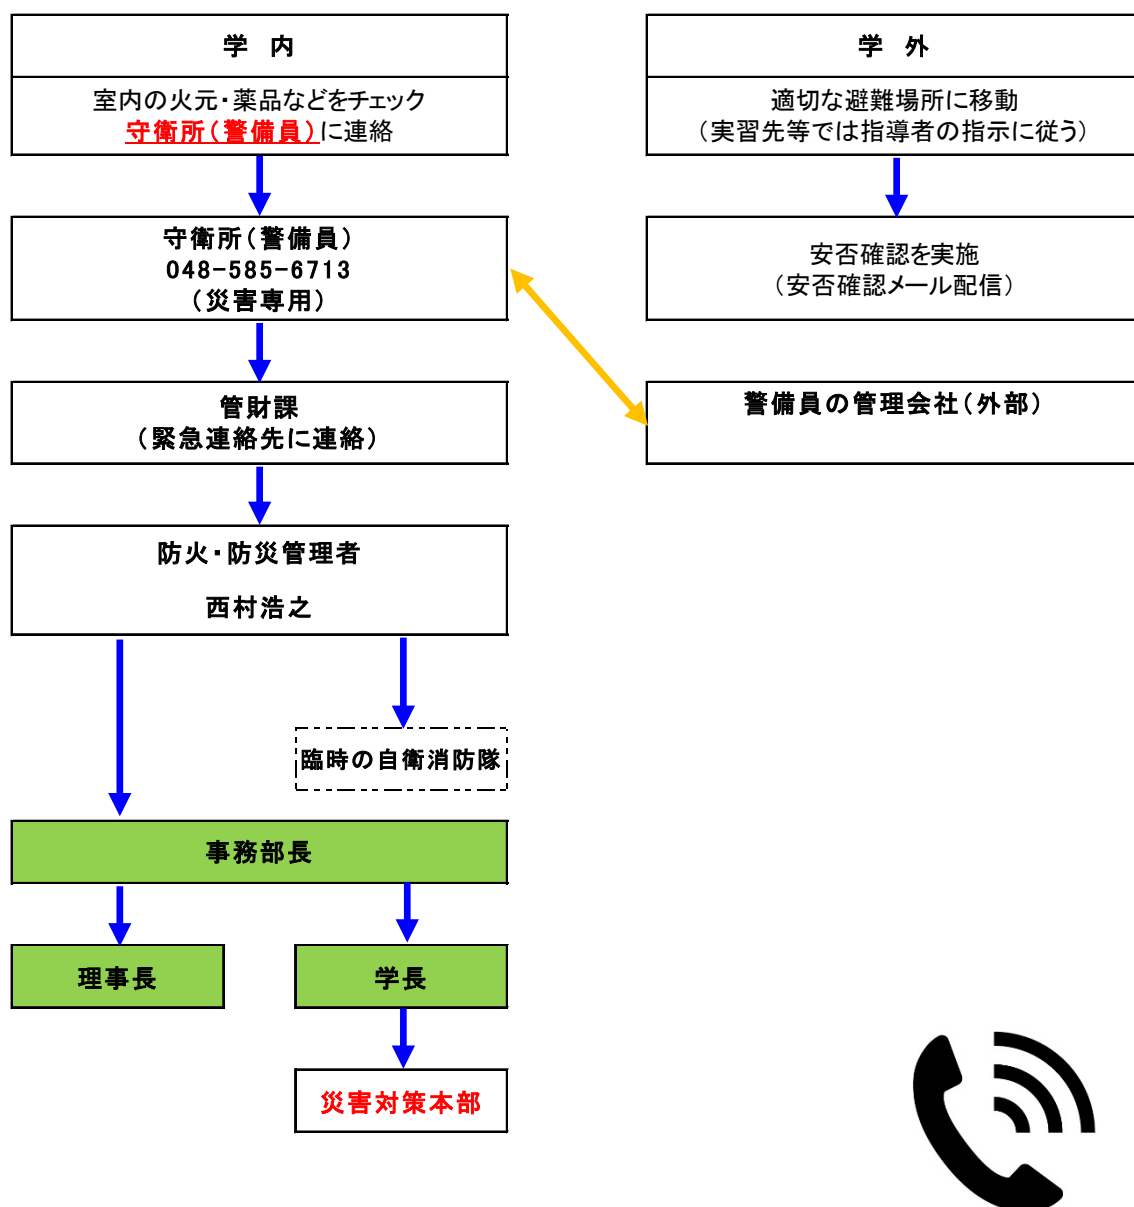 学 内
室内の火元・薬品などをチェック
守衛所(警備員)に連絡
守衛所(警備員)
048-585-6713
(災害専用)
管財課
(緊急連絡先に連絡)
防火・防災管理者
西村浩之
臨時の自衛消防隊
事務部長
理事長
学長
災害対策本部
学 外
適切な避難場所に移動
(実習先等では指導者の指示に従う)
安否確認を実施
(安否確認メール配信)
警備員の管理会社(外部)